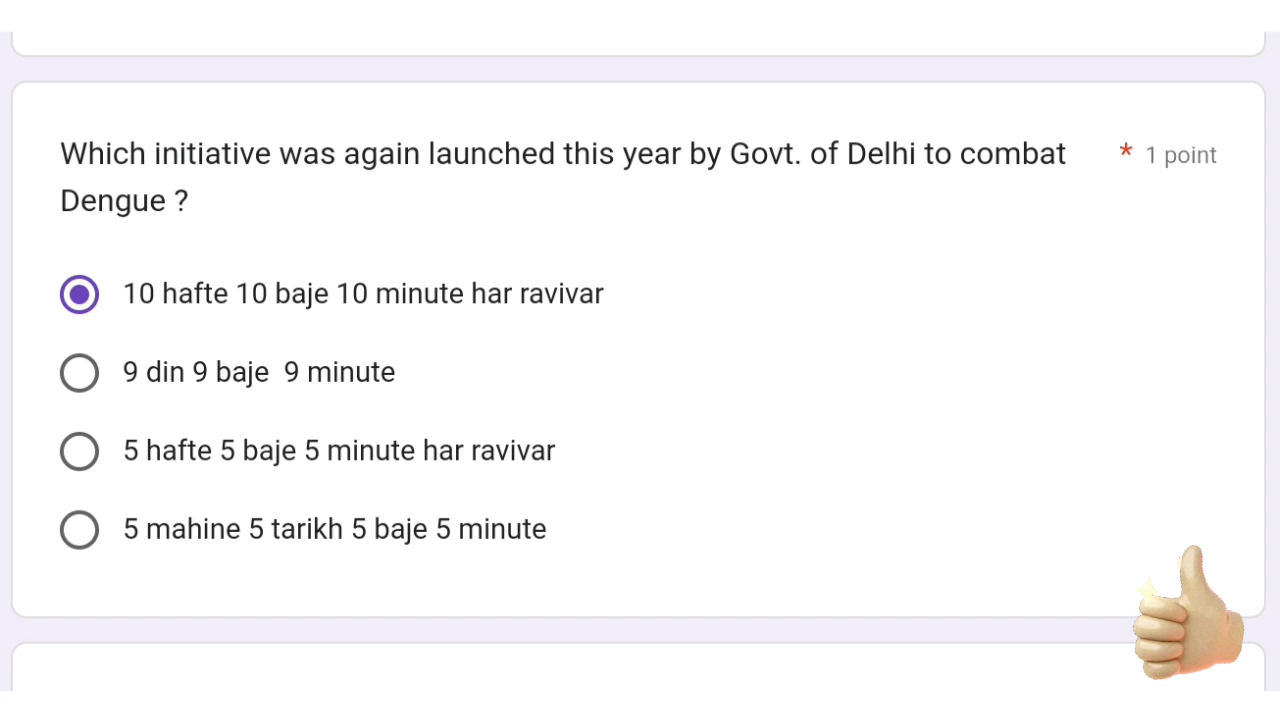 Which initiative was again launched this year by Govt. of Delhi to combat * 1 point
Dengue ?
10 hafte 10 baje 10 minute har ravivar
9 din 9 baje  9 minute
5 hafte 5 baje 5 minute har ravivar
5 mahine 5 tarikh 5 baje 5 minute